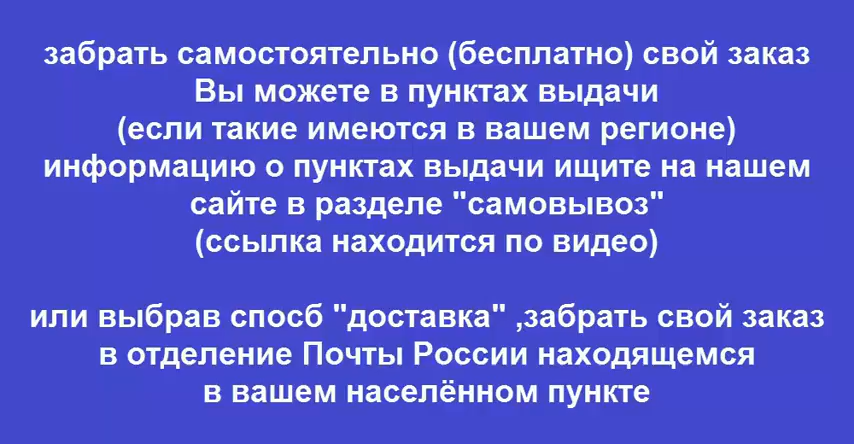 забрать самостоятельно (бесплатно) свой заказ
Вы можете в пунктах выдачи
(если такие имеются в вашем регионе)
информацию о пунктах выдачи ищите на нашем
сайте в разделе "самовывоз"
(ссылка находится по видео)
или выбрав спосб "доставка" ,забрать свой заказ
в отделение Почты России находящемся
в вашем населённом пункте